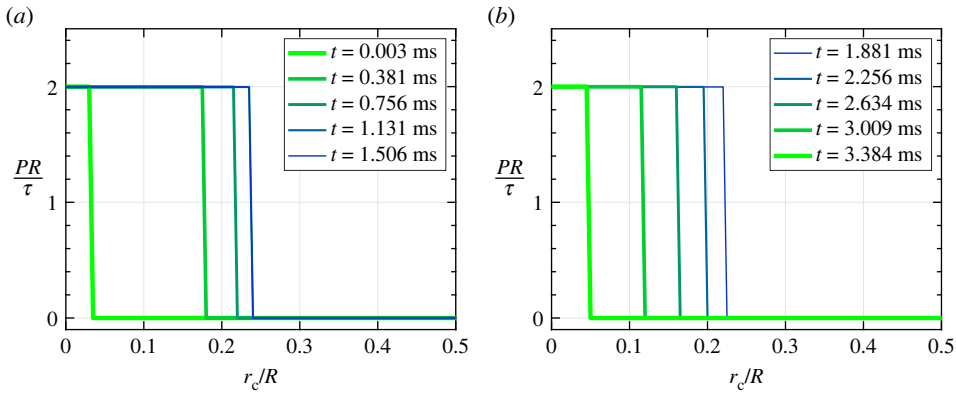 (a)
t = 0.003 ms
t = 0.381 ms
t = 0.756 ms
t = 1.131 ms
t = 1.506 ms
2
1
0
PR
τ
0 0.1 0.2 0.3 0.4 0.5
r_c/R
(b)
t = 1.881 ms
t = 2.256 ms
t = 2.634 ms
t = 3.009 ms
t = 3.384 ms
2
1
0
PR
τ
0 0.1 0.2 0.3 0.4 0.5
r_c/R